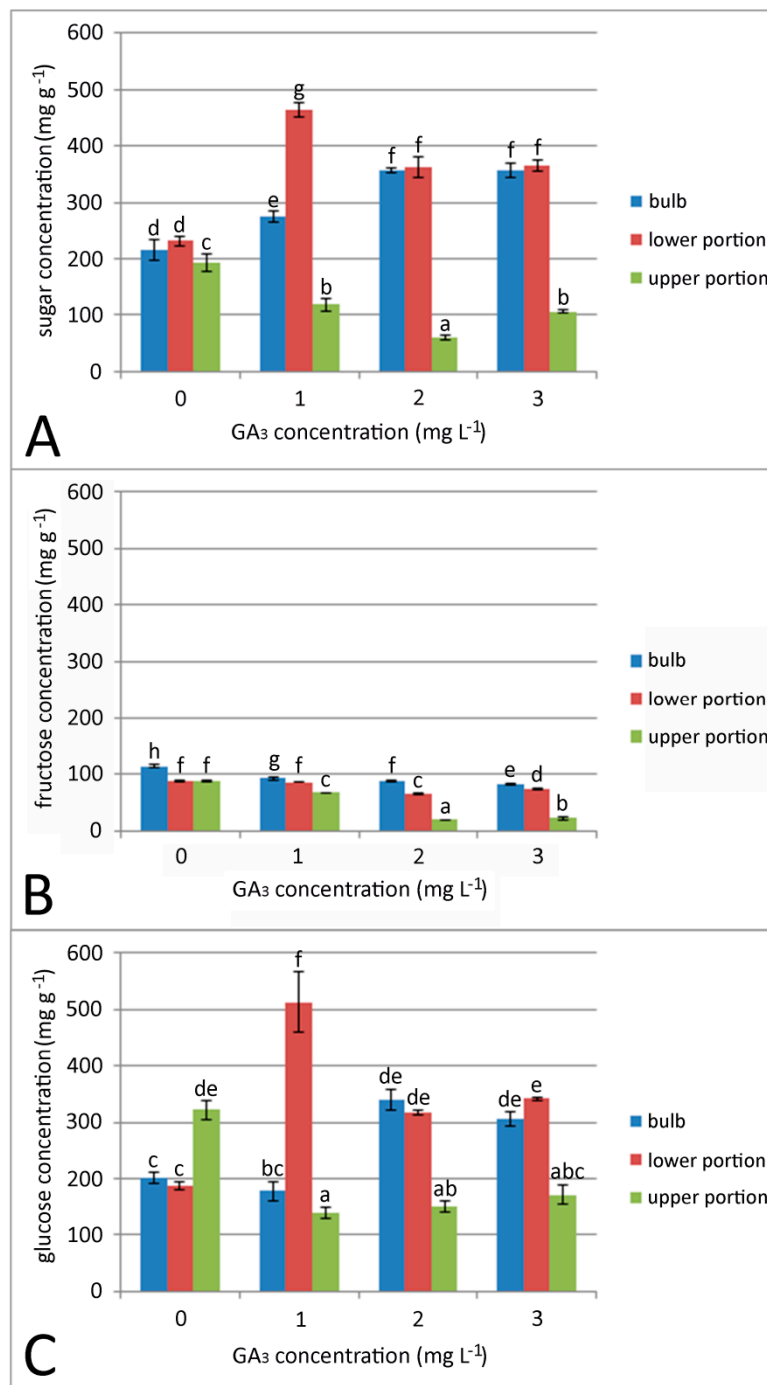 600
500
400
300
200
100
0
sugar concentration (mg g⁻¹)
d d c
e g b
f f a
f f b
0 1 2 3
GA₃ concentration (mg L⁻¹)
bulb
lower portion
upper portion
A
600
500
400
300
200
100
0
fructose concentration (mg g⁻¹)
h f f
g f c
f c a
e d b
0 1 2 3
GA₃ concentration (mg L⁻¹)
bulb
lower portion
upper portion
B
600
500
400
300
200
100
0
glucose concentration (mg g⁻¹)
c c de
bc f a
de de ab
de e abc
0 1 2 3
GA₃ concentration (mg L⁻¹)
bulb
lower portion
upper portion
C